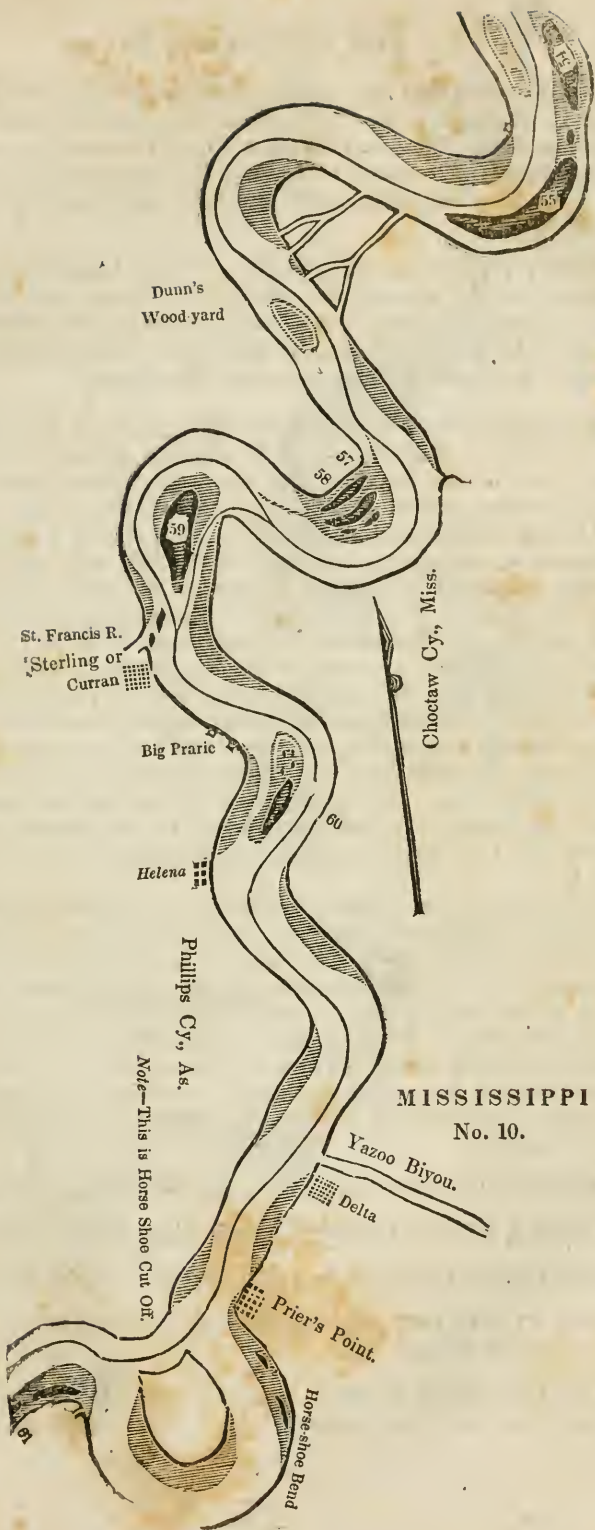 54
55
Dunn's
Wood-yard
57
58
59
Choctaw Cy., Miss.
St. Francis R.
Sterling or
Curran
Big Prarie
60
Helena
Phillips Cy., As.
Note—This is Horse Shoe Cut Off.
MISSISSIPPI
No. 10.
Yazoo Biyou.
Delta
Prier's Point.
Horse-shoe Bend
61